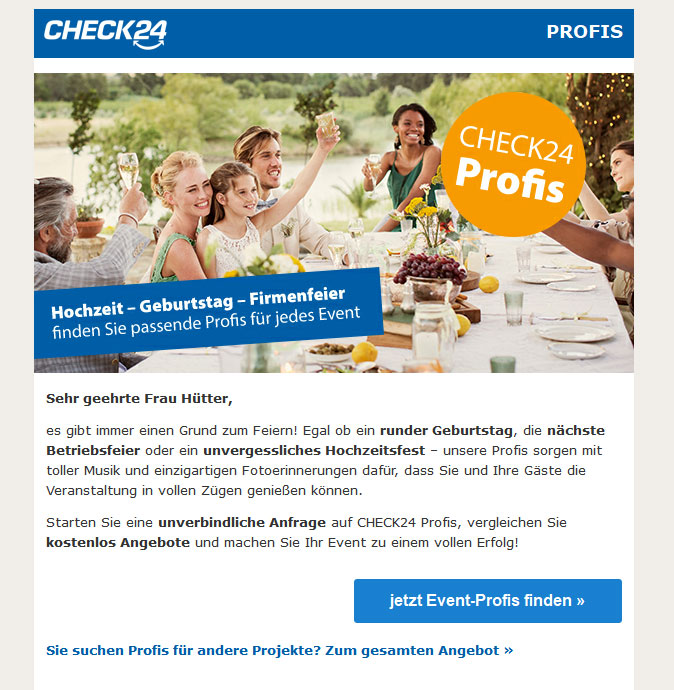 CHECK24
PROFIS
CHECK24
Profis
Hochzeit – Geburtstag – Firmenfeier
finden Sie passende Profis für jedes Event
Sehr geehrte Frau Hütter,
es gibt immer einen Grund zum Feiern! Egal ob ein runder Geburtstag, die nächste
Betriebsfeier oder ein unvergessliches Hochzeitsfest – unsere Profis sorgen mit
toller Musik und einzigartigen Fotoerinnerungen dafür, dass Sie und Ihre Gäste die
Veranstaltung in vollen Zügen genießen können.
Starten Sie eine unverbindliche Anfrage auf CHECK24 Profis, vergleichen Sie
kostenlos Angebote und machen Sie Ihr Event zu einem vollen Erfolg!
jetzt Event-Profis finden »
Sie suchen Profis für andere Projekte? Zum gesamten Angebot »